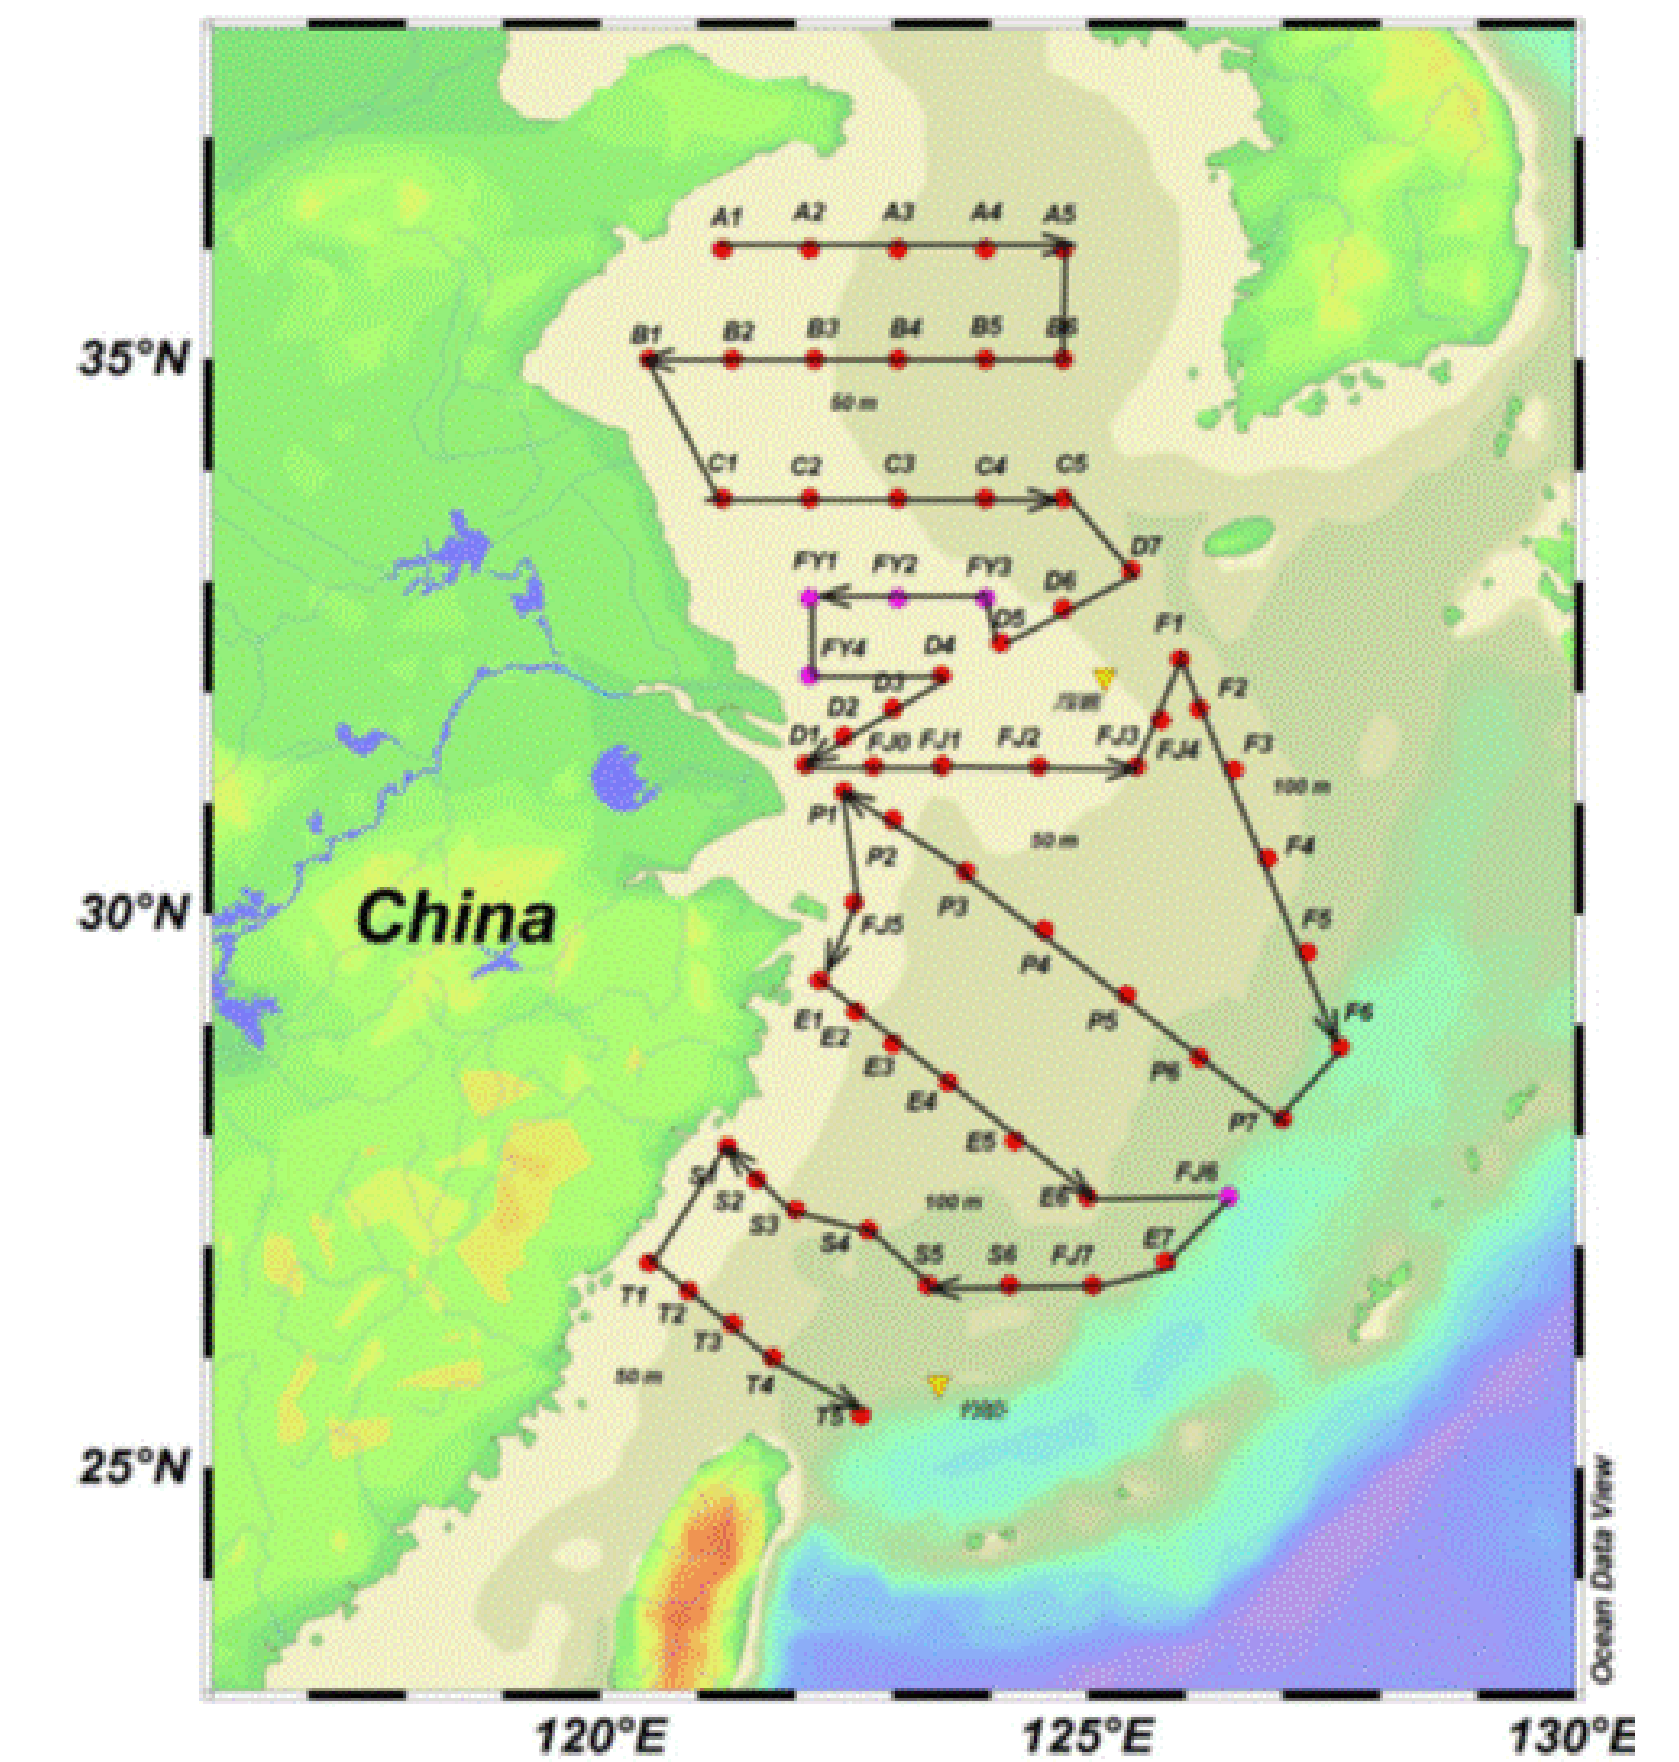 A1 A2 A3 A4 A5
B1 B2 B3 B4 B5 B6
35°N
50 m
C1 C2 C3 C4 C5
D7
FY1 FY2 FY3 D6
D5 F1
FY4 D4
D3 F2
D2
D1 FJ0 FJ1 FJ2 FJ3 FJ4 F3
100 m
P1
50 m
P2 F4
China
30°N
P3 FJ5 F5
P4
E1 P5 F6
E2
E3 P6
E4 P7
E5
S1 FJ6
S2 100 m E6
S3
S4 S5 S6 FJ7 E7
T1
T2
T3
50 m T4
T5
25°N
Ocean Data View
120°E 125°E 130°E